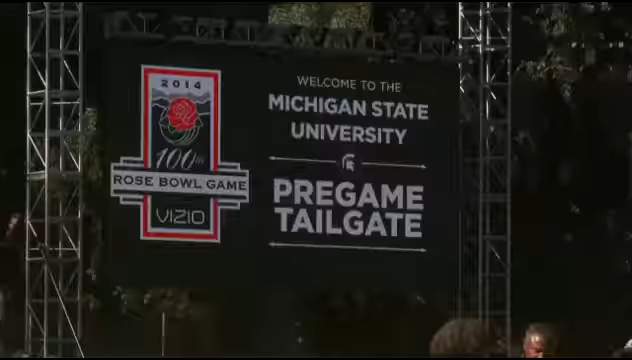 2014
100th
ROSE BOWL GAME
VIZIO
WELCOME TO THE
MICHIGAN STATE
UNIVERSITY
PREGAME
TAILGATE